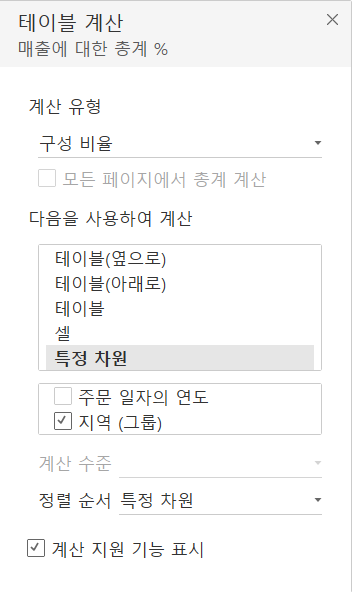 테이블 계산
매출에 대한 총계 %
계산 유형
구성 비율
모든 페이지에서 총계 계산
다음을 사용하여 계산
테이블(옆으로)
테이블(아래로)
테이블
셀
특정 차원
주문 일자의 연도
지역 (그룹)
계산 수준
정렬 순서 특정 차원
계산 지원 기능 표시